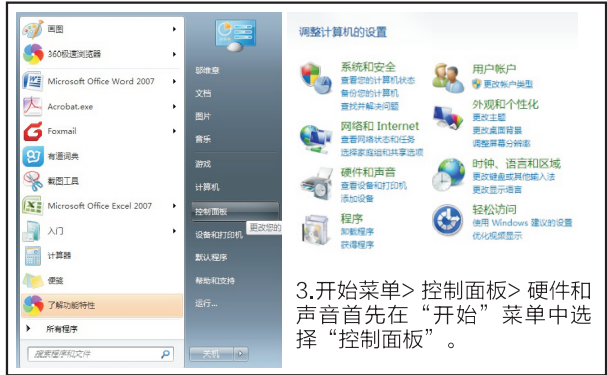 画图
360极速浏览器
Microsoft Office Word 2007
Acrobat.exe
Foxmail
有道词典
截图工具
Microsoft Office Excel 2007
入门
计算器
便笺
了解功能特性
所有程序
搜索程序和文件
文档
图片
音乐
游戏
计算机
控制面板
更改您的
设备和打印机
默认程序
帮助和支持
运行...
关机
调整计算机的设置
系统和安全
查看您的计算机状态
备份您的计算机
查找并解决问题
网络和 Internet
查看网络状态和任务
选择家庭组和共享选项
硬件和声音
查看设备和打印机
添加设备
程序
卸载程序
获得程序
用户帐户
更改帐户类型
外观和个性化
更改主题
更改桌面背景
调整屏幕分辨率
时钟、语言和区域
更改键盘或其他输入法
更改显示语言
轻松访问
使用 Windows 建议的设置
优化视频显示
3.开始菜单> 控制面板> 硬件和
声音首先在“开始”菜单中选
择“控制面板”。